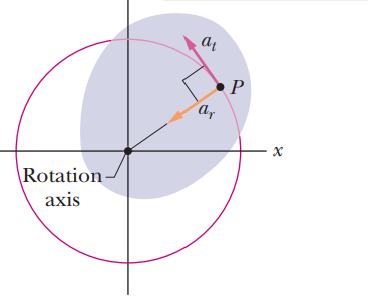 a_t
P
a_r
x
Rotation
axis